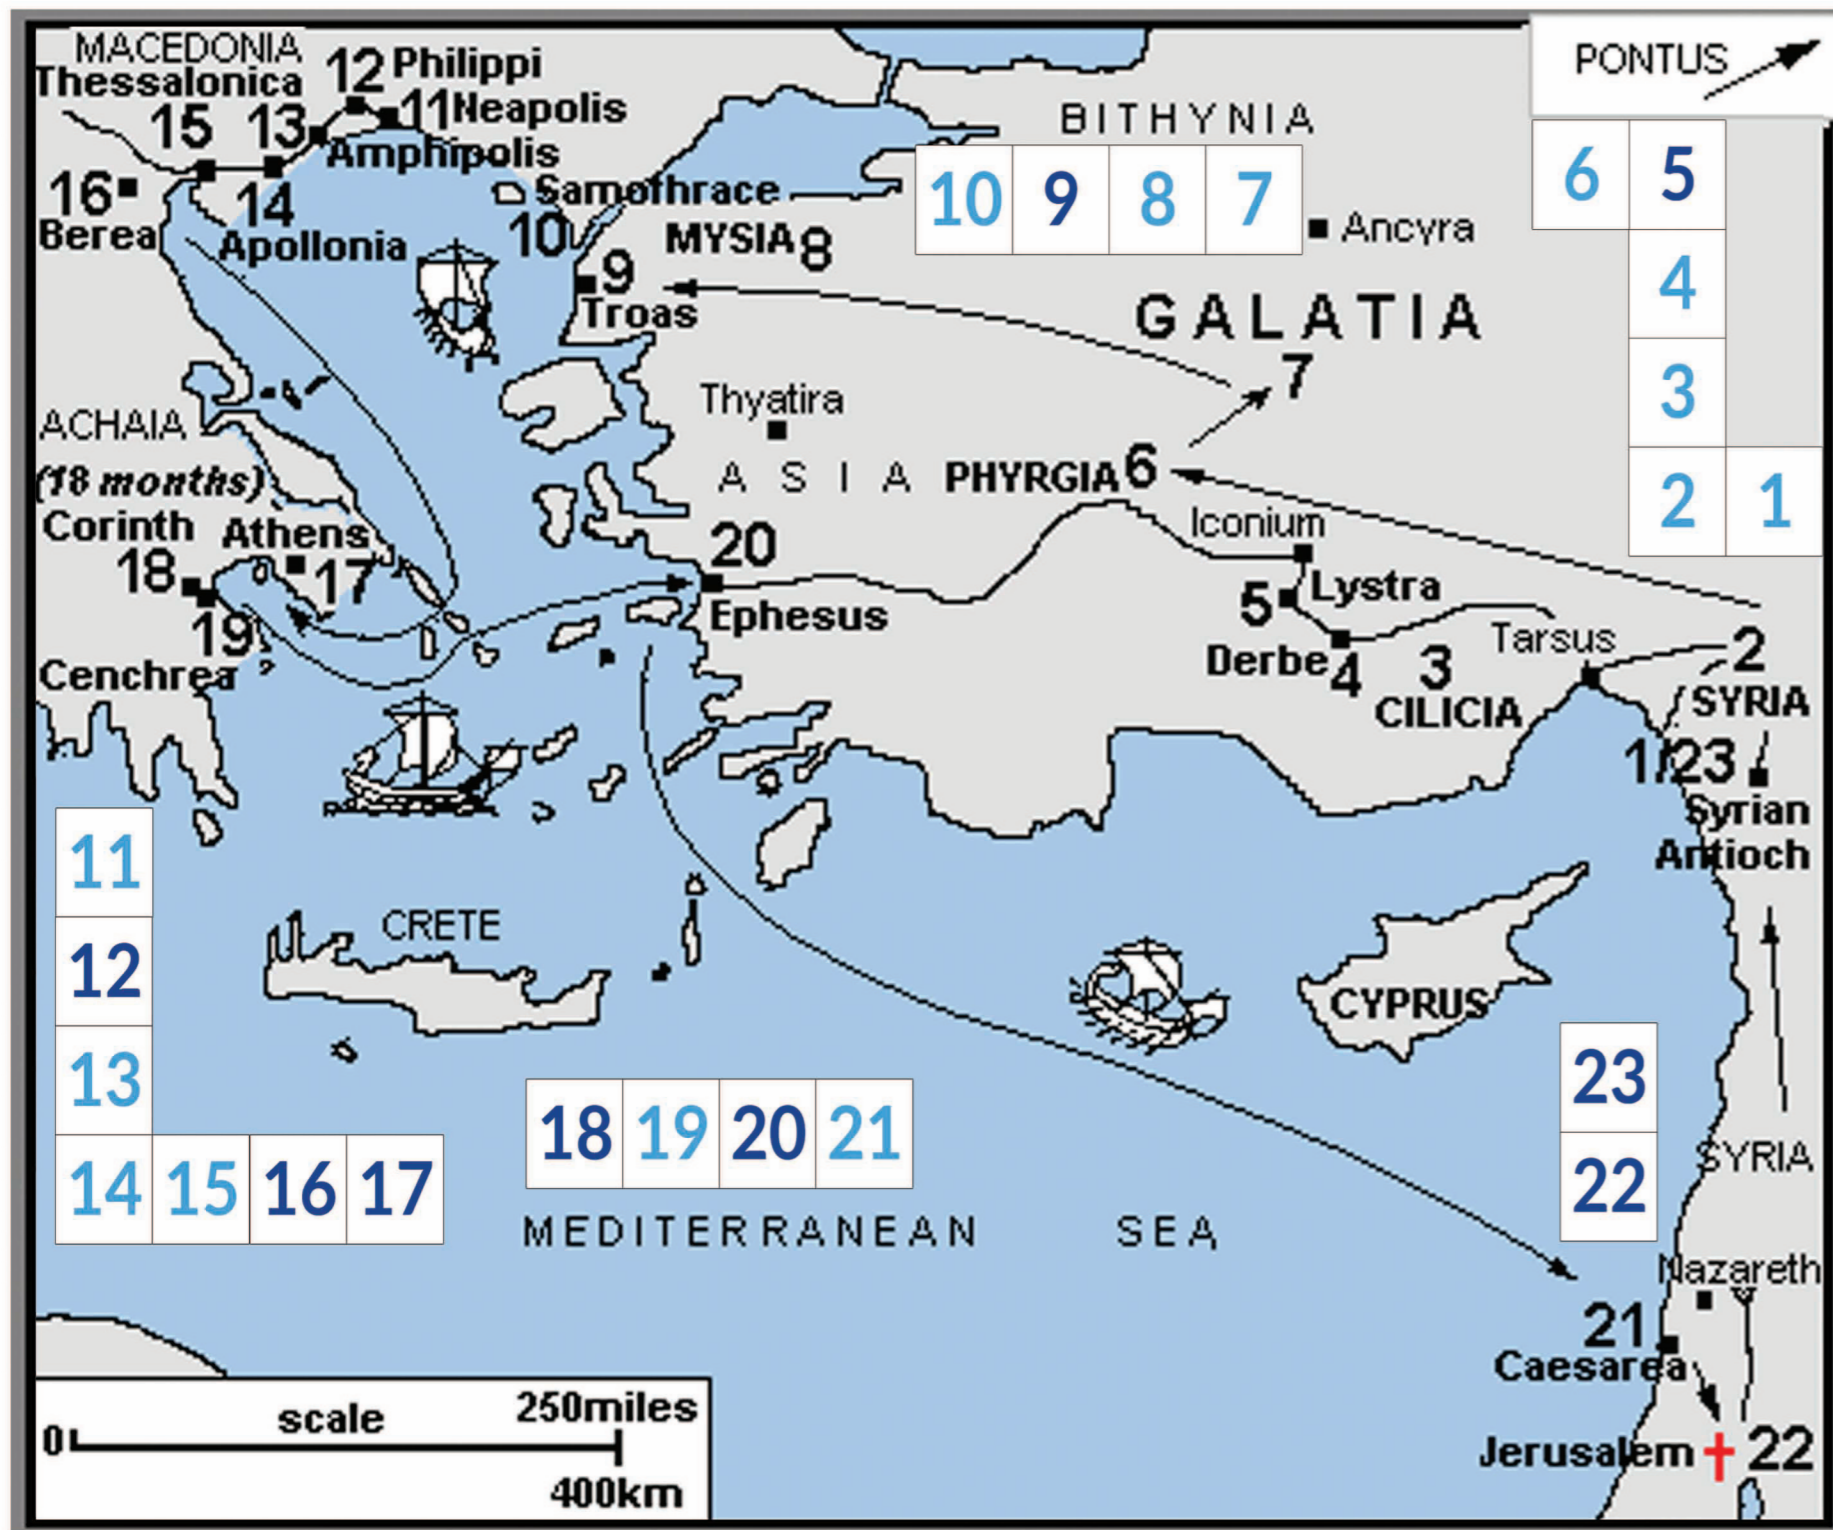 MACEDONIA
Thessalonica
12 Philippi
PONTUS
15 13 11 Neapolis
BITHYNIA
Amphipolis
6 5
16
14
Samothrace
10 9 8 7
Berea
Apollonia
10
MYSIA 8
Ancyra
9
Troas
4
GALATIA
7
3
Thyatira
ACHAIA
(18 months)
ASIA
PHYRGIA 6
2 1
Corinth
Athens
20
Iconium
18
17
Ephesus
5 Lystra
19
Tarsus
2
Cenchrea
Derbe 4
3
CILICIA
SYRIA
1/23
Syrian
Antioch
11
12
13
14 15 16 17
CRETE
CYPRUS
23
22
18 19 20 21
SYRIA
MEDITERRANEAN SEA
Nazareth
21
Caesarea
scale
250miles
0
400km
Jerusalem 22